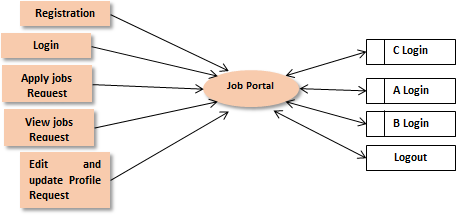 Registration
Login
Apply jobs
Request
View jobs
Request
Edit and
update Profile
Request
Job Portal
C Login
A Login
B Login
Logout